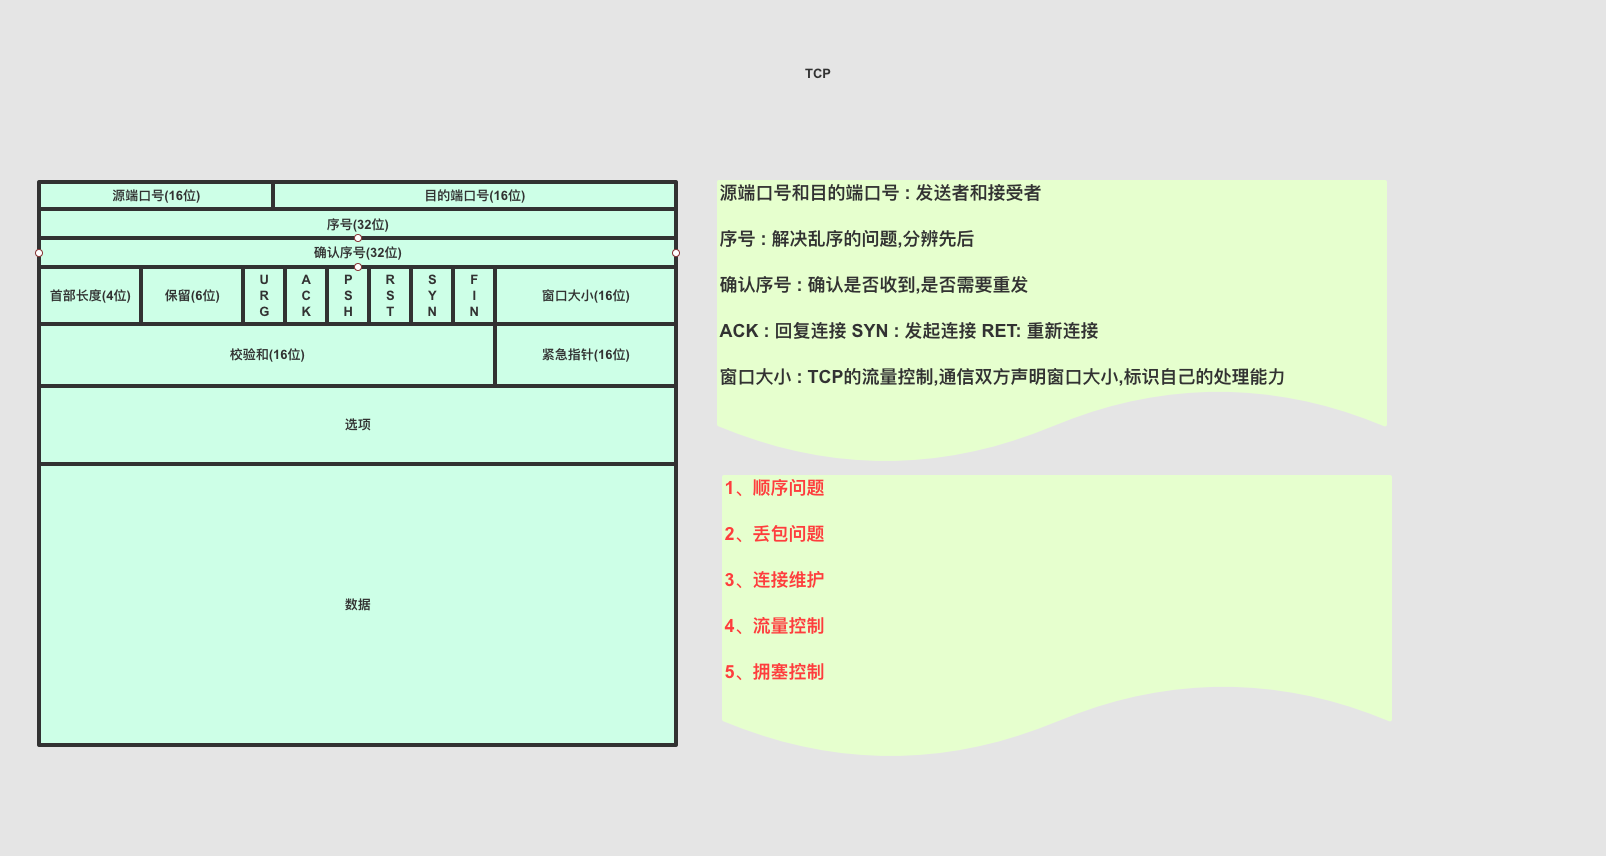 TCP
源端口号(16位)
目的端口号(16位)
序号(32位)
确认序号(32位)
首部长度(4位)
保留(6位)
URG
ACK
PSH
RST
SYN
FIN
窗口大小(16位)
校验和(16位)
紧急指针(16位)
选项
数据
源端口号和目的端口号 : 发送者和接受者
序号 : 解决乱序的问题,分辨先后
确认序号 : 确认是否收到,是否需要重发
ACK : 回复连接 SYN : 发起连接 RET: 重新连接
窗口大小 : TCP的流量控制,通信双方声明窗口大小,标识自己的处理能力
1、顺序问题
2、丢包问题
3、连接维护
4、流量控制
5、拥塞控制